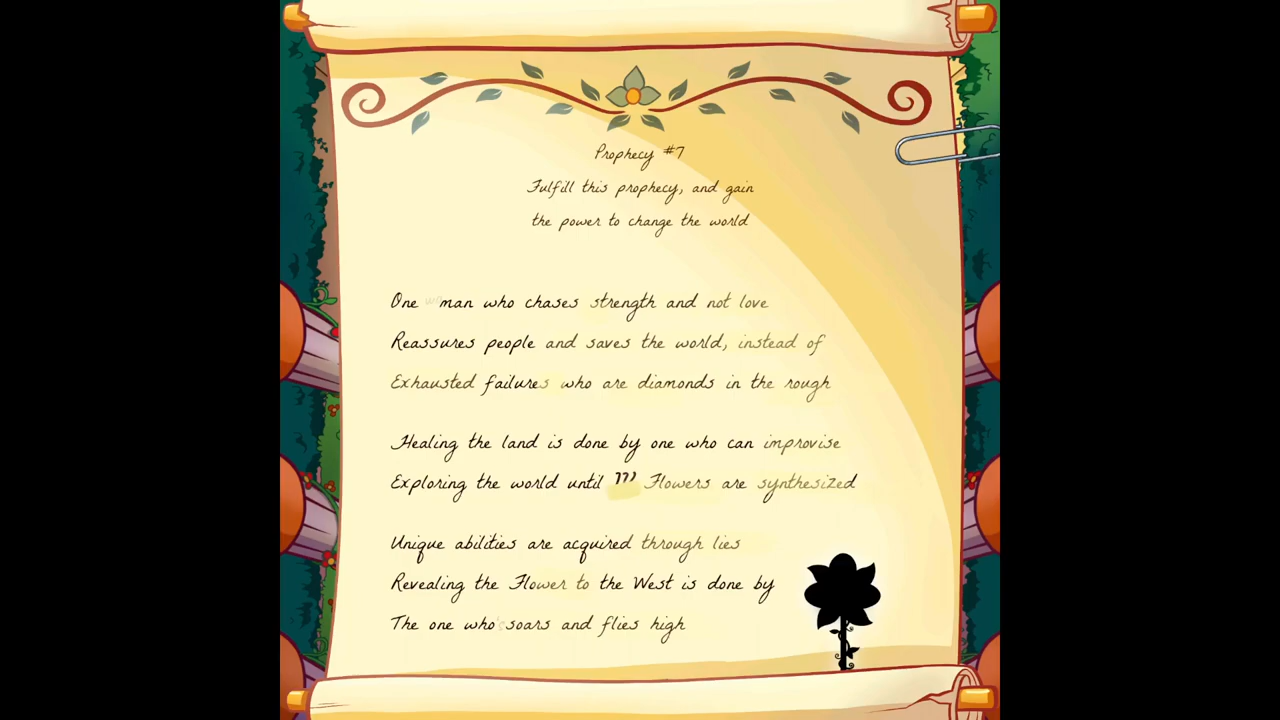 Prophecy #7
Fulfill this prophecy, and gain
the power to change the world
One woman who chases strength and not love
Reassures people and saves the world, instead of
Exhausted failures who are diamonds in the rough
Healing the land is done by one who can improvise
Exploring the world until ??? Flowers are synthesized
Unique abilities are acquired through lies
Revealing the Flower to the West is done by
The one who soars and flies high